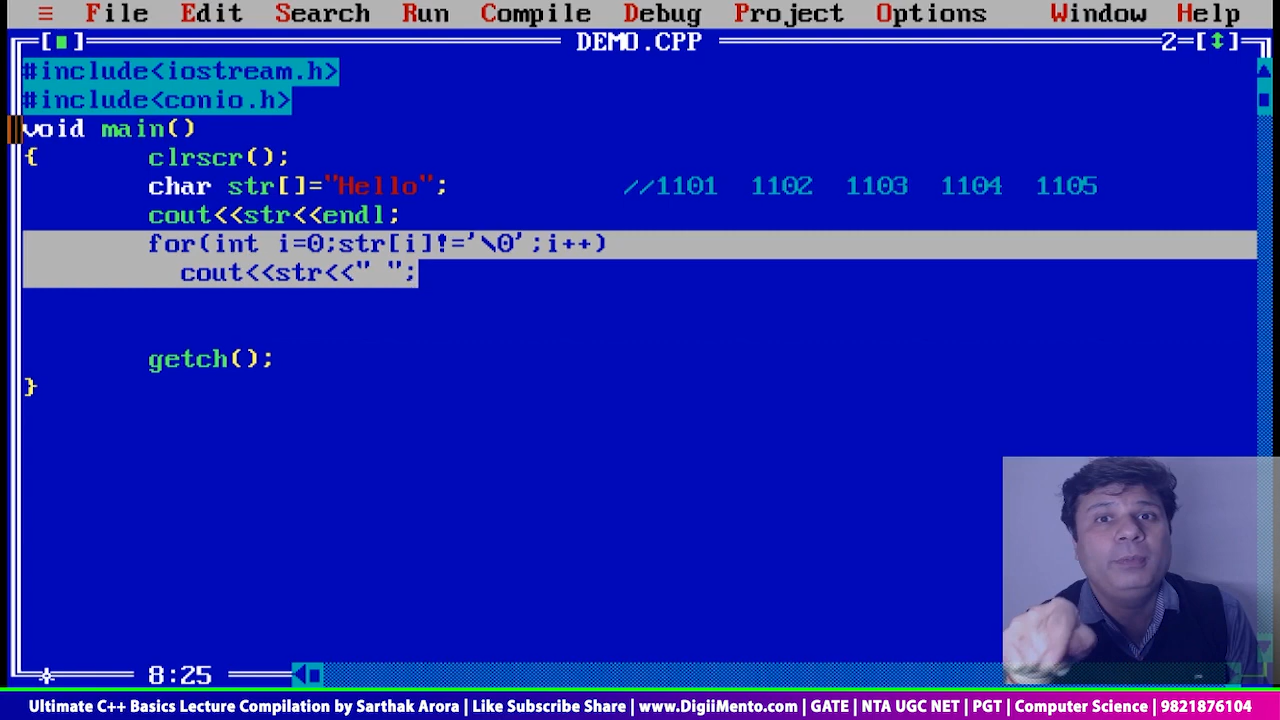 ≡ File Edit Search Run Compile Debug Project Options Window Help
[■] DEMO.CPP 2=[↕]
#include<iostream.h>
#include<conio.h>
void main()
{ clrscr();
char str[]="Hello"; //1101 1102 1103 1104 1105
cout<<str<<endl;
for(int i=0;str[i]!='\0';i++)
cout<<str<<" ";
getch();
}
8:25
Ultimate C++ Basics Lecture Compilation by Sarthak Arora | Like Subscribe Share | www.DigiiMento.com | GATE | NTA UGC NET | PGT | Computer Science | 9821876104